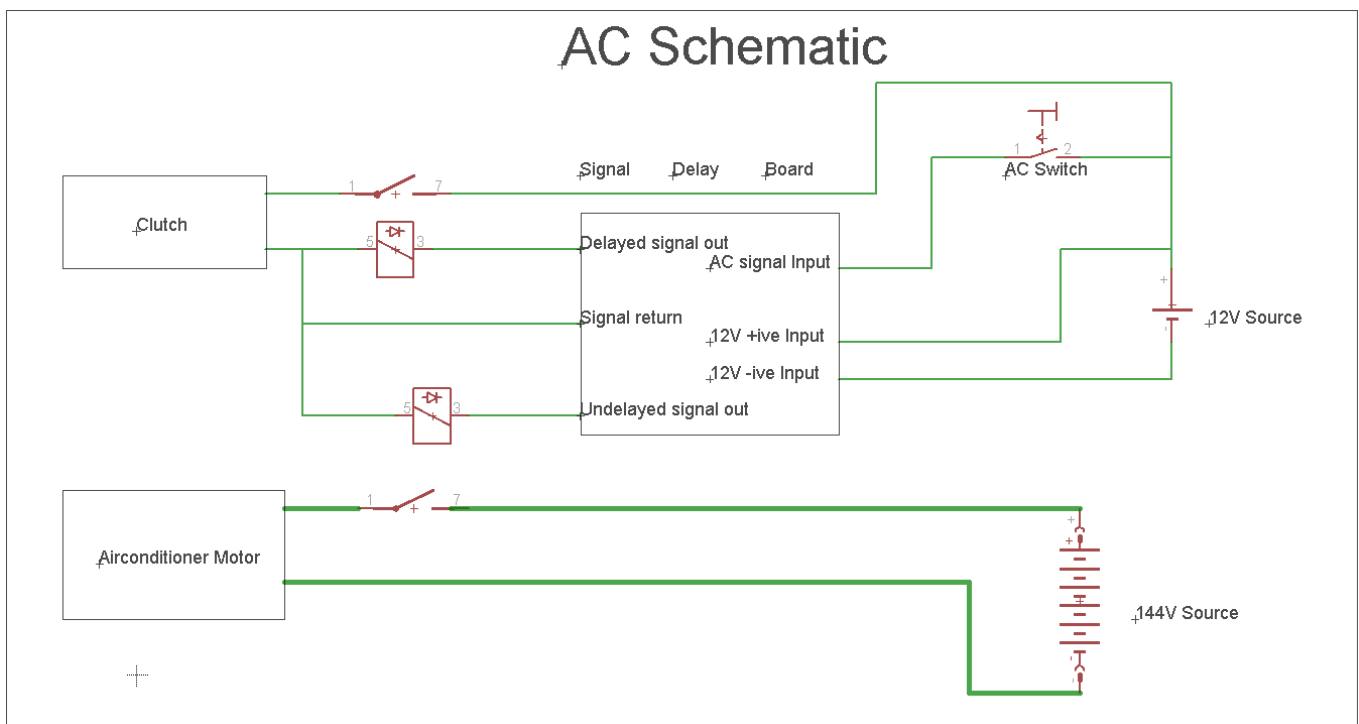 AC Schematic
1 2
AC Switch
Signal Delay Board
1 7
Clutch
5 3
Delayed signal out
AC signal Input
+
12V Source
-
Signal return
12V +ive Input
12V -ive Input
5 3
Undelayed signal out
1 7
Airconditioner Motor
+
+
144V Source
-
-